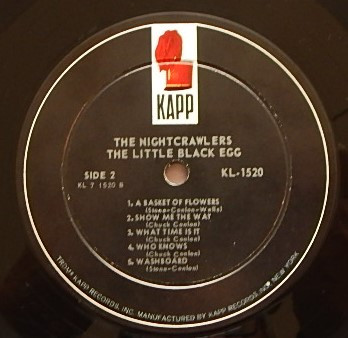 KAPP
THE NIGHTCRAWLERS
THE LITTLE BLACK EGG
SIDE 2
KL 7 1520 B
KL-1520
1. A BASKET OF FLOWERS
(Stone-Conlon-Wells)
2. SHOW ME THE WAY
(Chuck Conlon)
3. WHAT TIME IS IT
(Chuck Conlon)
4. WHO KNOWS
(Chuck Conlon)
5. WASHBOARD
(Stone-Conlon)
KAPP RECORDS, INC. MANUFACTURED BY KAPP RECORDS, INC. NEW YORK